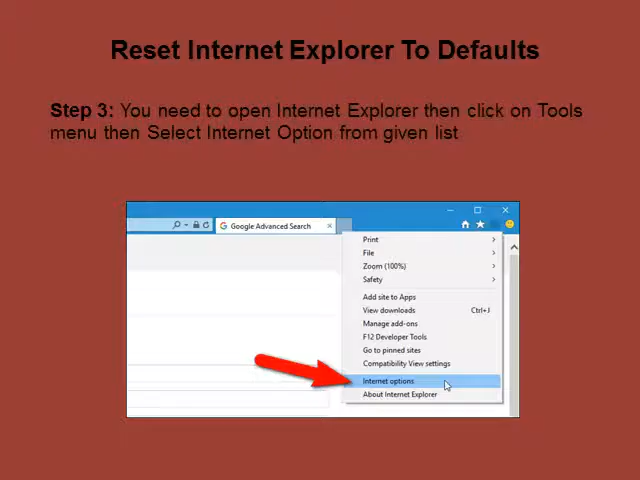 Reset Internet Explorer To Defaults
Step 3: You need to open Internet Explorer then click on Tools
menu then Select Internet Option from given list
Google Advanced Search
Print
File
Zoom (100%)
Safety
Add site to Apps
View downloads Ctrl+J
Manage add-ons
F12 Developer Tools
Go to pinned sites
Compatibility View settings
Internet options
About Internet Explorer